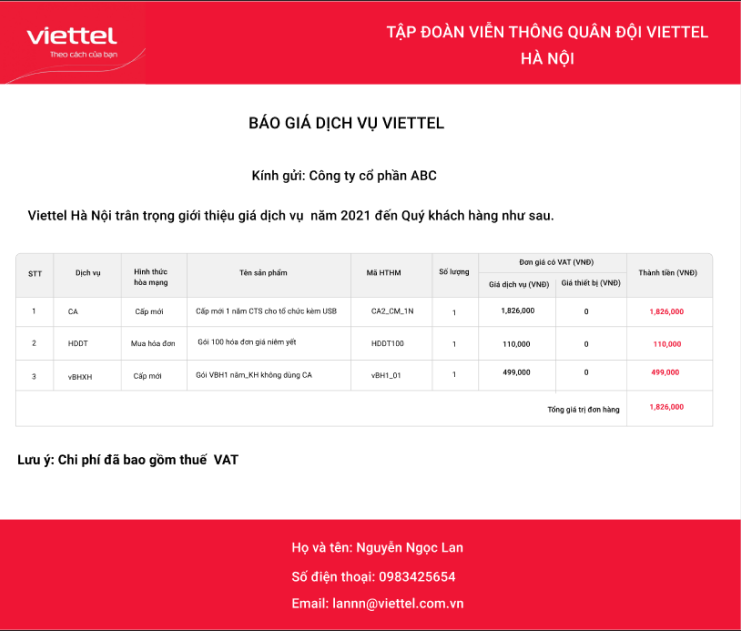 viettel
Theo cách của bạn
TẬP ĐOÀN VIỄN THÔNG QUÂN ĐỘI VIETTEL
HÀ NỘI
BÁO GIÁ DỊCH VỤ VIETTEL
Kính gửi: Công ty cổ phần ABC
Viettel Hà Nội trân trọng giới thiệu giá dịch vụ năm 2021 đến Quý khách hàng như sau.
STT Dịch vụ Hình thức hòa mạng Tên sản phẩm Mã HTHM Số lượng Đơn giá có VAT (VNĐ) Thành tiền (VNĐ)
Giá dịch vụ (VNĐ) Giá thiết bị (VNĐ)
1 CA Cấp mới Cấp mới 1 năm CTS cho tổ chức kèm USB CA2_CM_1N 1 1,826,000 0 1,826,000
2 HDDT Mua hóa đơn Gói 100 hóa đơn giá niêm yết HDDT100 1 110,000 0 110,000
3 vBHXH Cấp mới Gói VBH1 năm_KH không dùng CA vBH1_01 1 499,000 0 499,000
Tổng giá trị đơn hàng 1,826,000
Lưu ý: Chi phí đã bao gồm thuế VAT
Họ và tên: Nguyễn Ngọc Lan
Số điện thoại: 0983425654
Email: lannn@viettel.com.vn